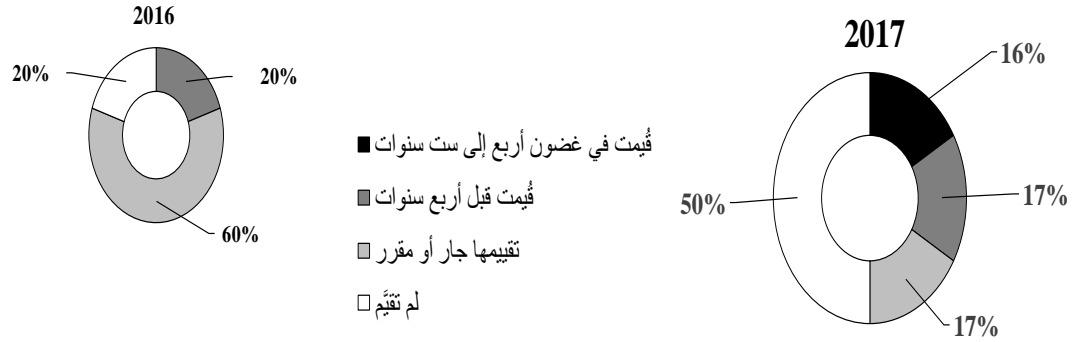 2016
20%
20%
60%
قُيمت في غضون أربع إلى ست سنوات
قُيمت قبل أربع سنوات
تقييمها جار أو مقرر
لم تقيَّم
2017
16%
17%
17%
50%